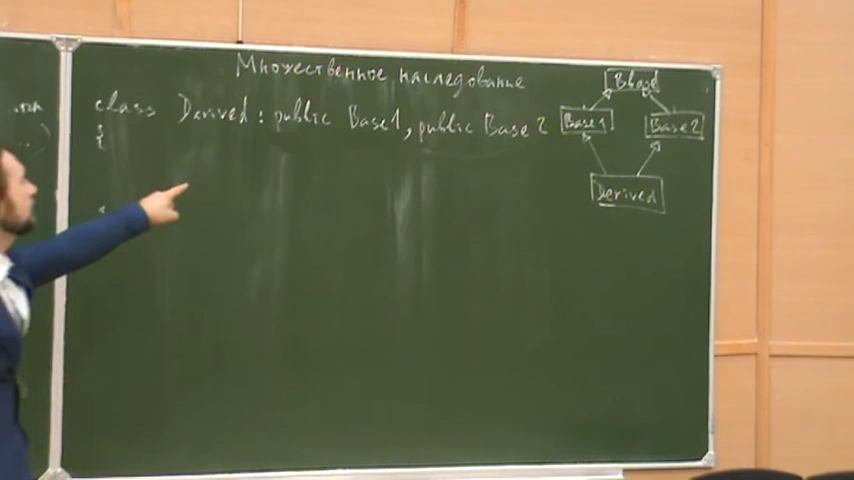 Множественное наследование
class Derived : public Base1, public Base2
{
BBase
Base1 Base2
Derived